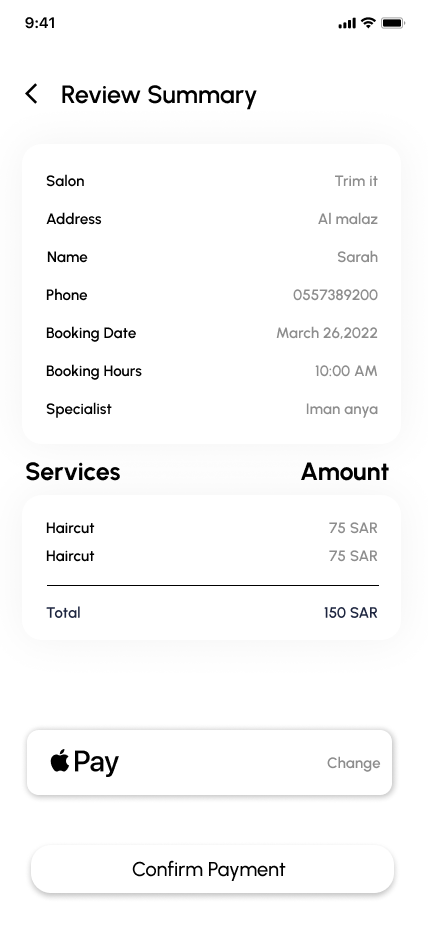 9:41
Review Summary
Salon Trim it
Address Al malaz
Name Sarah
Phone 0557389200
Booking Date March 26,2022
Booking Hours 10:00 AM
Specialist Iman anya
Services Amount
Haircut 75 SAR
Haircut 75 SAR
Total 150 SAR
Pay Change
Confirm Payment